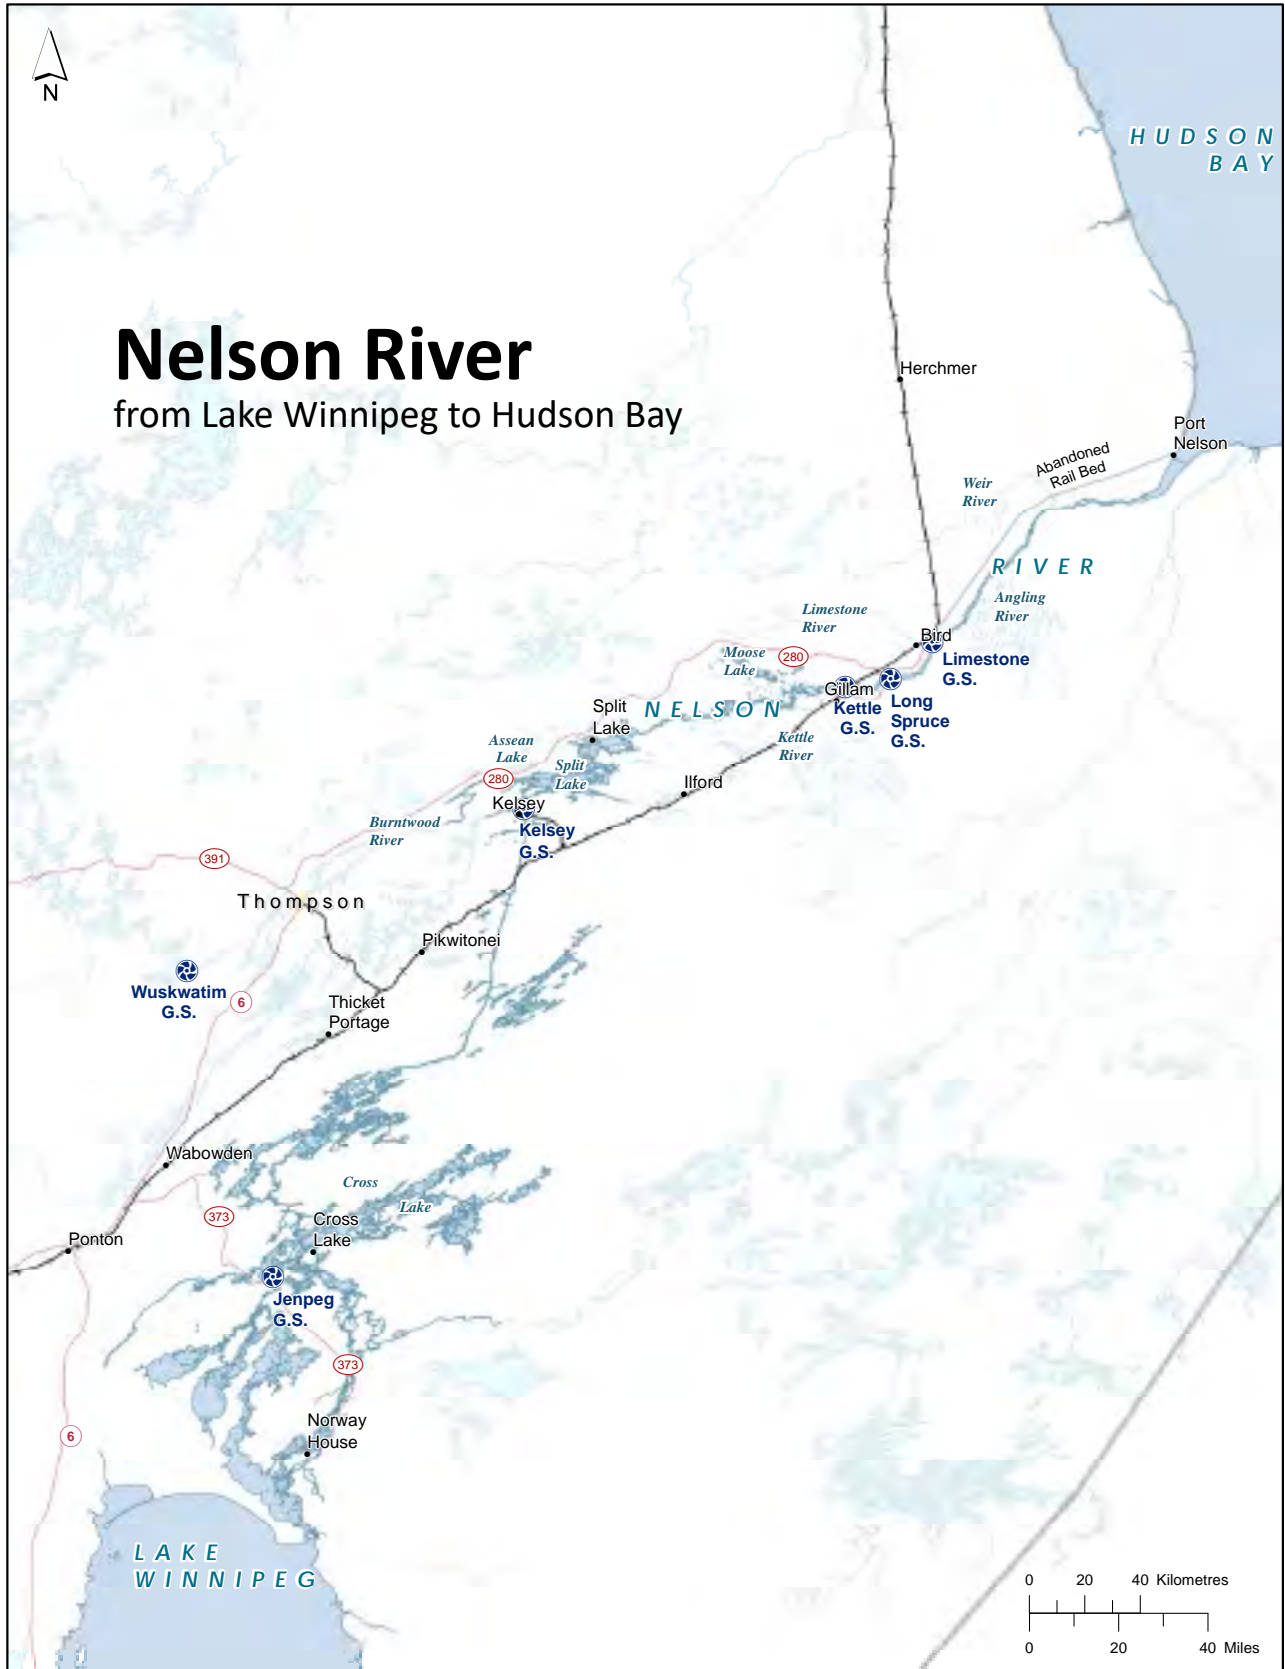 N
HUDSON
BAY
Nelson River
from Lake Winnipeg to Hudson Bay
Herchmer
Port
Nelson
Abandoned
Rail Bed
Weir
River
RIVER
Angling
River
Limestone
River
Bird
Moose
Lake
280
Limestone
G.S.
Gillam
Kettle
G.S.
Long
Spruce
G.S.
Split
Lake
NELSON
Kettle
River
Assean
Lake
Split
Lake
280
Ilford
Kelsey
Kelsey
G.S.
Burntwood
River
391
Thompson
Pikwitonei
Wuskwatim
G.S.
6
Thicket
Portage
Wabowden
Cross
Lake
373
Cross
Lake
Ponton
Jenpeg
G.S.
373
Norway
House
6
LAKE
WINNIPEG
0 20 40 Kilometres
0 20 40 Miles